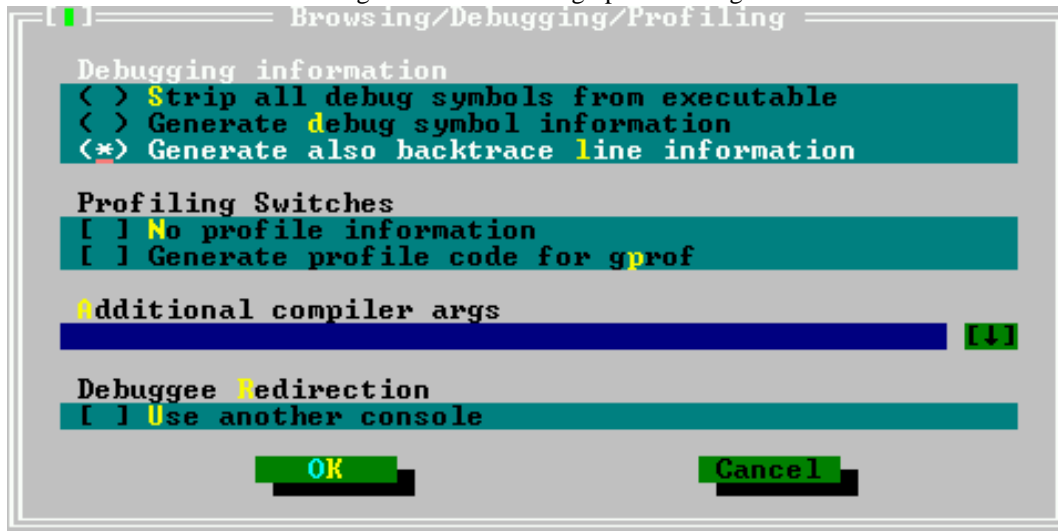 [▮] Browsing/Debugging/Profiling
Debugging information
( ) Strip all debug symbols from executable
( ) Generate debug symbol information
(*) Generate also backtrace line information
Profiling Switches
[ ] No profile information
[ ] Generate profile code for gprof
Additional compiler args
[↓]
Debuggee Redirection
[ ] Use another console
OK Cancel